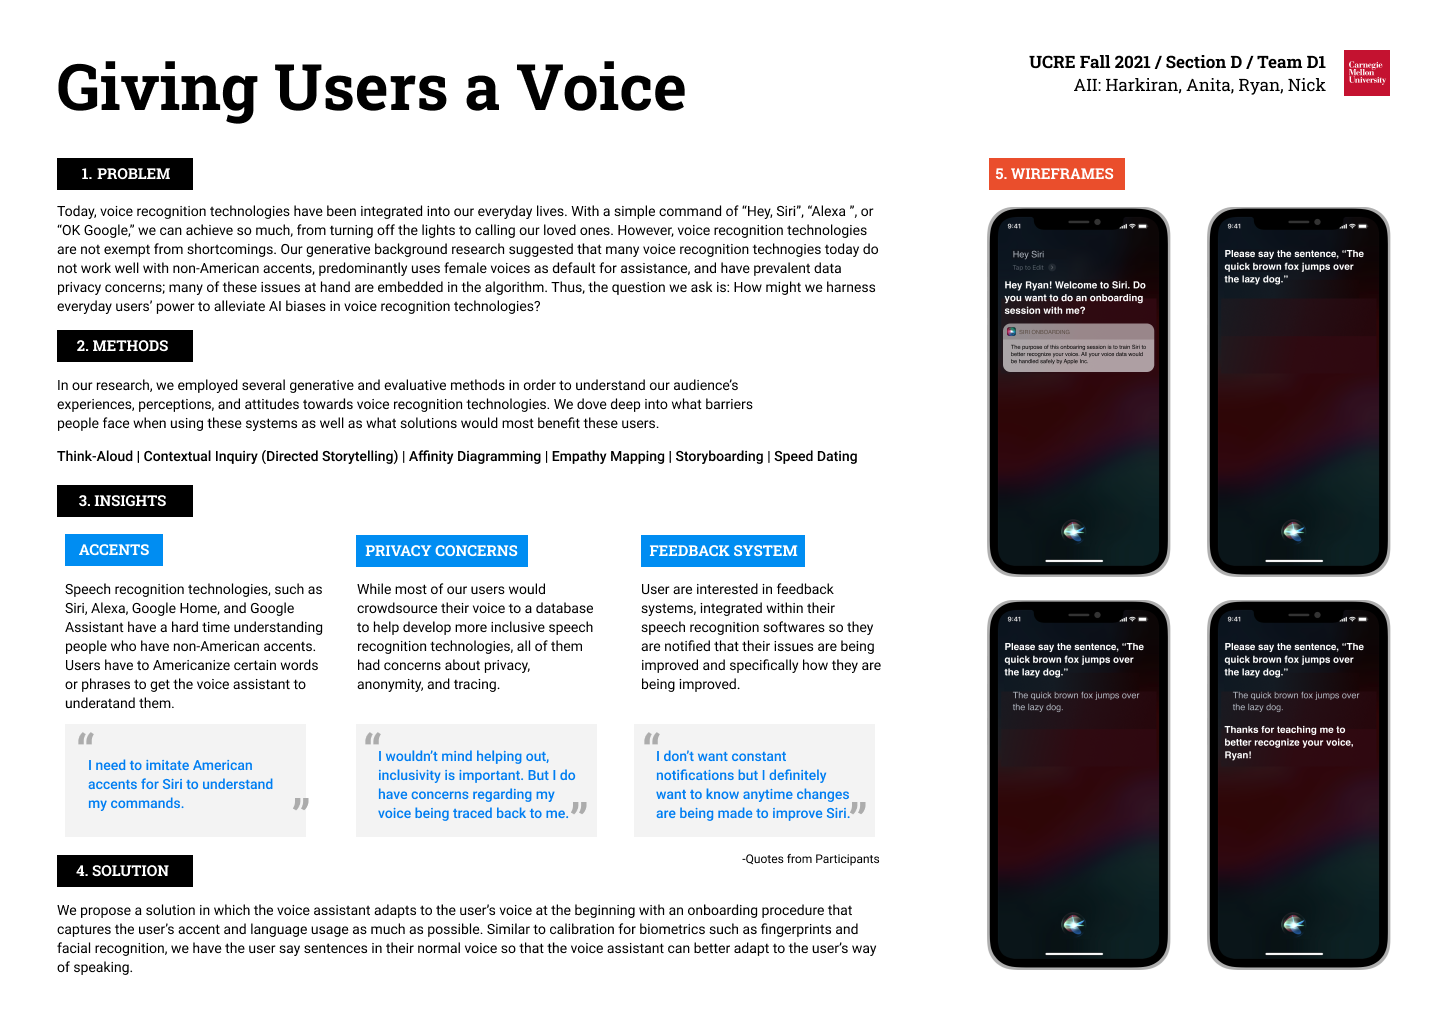 Giving Users a Voice
UCRE Fall 2021 / Section D / Team D1
AII: Harkiran, Anita, Ryan, Nick
Carnegie
Mellon
University
1. PROBLEM
Today, voice recognition technologies have been integrated into our everyday lives. With a simple command of “Hey, Siri”, “Alexa ”, or
“OK Google,” we can achieve so much, from turning off the lights to calling our loved ones. However, voice recognition technologies
are not exempt from shortcomings. Our generative background research suggested that many voice recognition technogies today do
not work well with non-American accents, predominantly uses female voices as default for assistance, and have prevalent data
privacy concerns; many of these issues at hand are embedded in the algorithm. Thus, the question we ask is: How might we harness
everyday users’ power to alleviate AI biases in voice recognition technologies?
2. METHODS
In our research, we employed several generative and evaluative methods in order to understand our audience’s
experiences, perceptions, and attitudes towards voice recognition technologies. We dove deep into what barriers
people face when using these systems as well as what solutions would most benefit these users.
Think-Aloud | Contextual Inquiry (Directed Storytelling) | Affinity Diagramming | Empathy Mapping | Storyboarding | Speed Dating
3. INSIGHTS
ACCENTS
Speech recognition technologies, such as
Siri, Alexa, Google Home, and Google
Assistant have a hard time understanding
people who have non-American accents.
Users have to Americanize certain words
or phrases to get the voice assistant to
underatand them.
“
I need to imitate American
accents for Siri to understand
my commands.
”
PRIVACY CONCERNS
While most of our users would
crowdsource their voice to a database
to help develop more inclusive speech
recognition technologies, all of them
had concerns about privacy,
anonymity, and tracing.
“
I wouldn’t mind helping out,
inclusivity is important. But I do
have concerns regarding my
voice being traced back to me.
”
FEEDBACK SYSTEM
User are interested in feedback
systems, integrated within their
speech recognition softwares so they
are notified that their issues are being
improved and specifically how they are
being improved.
“
I don’t want constant
notifications but I definitely
want to know anytime changes
are being made to improve Siri.
”
-Quotes from Participants
4. SOLUTION
We propose a solution in which the voice assistant adapts to the user’s voice at the beginning with an onboarding procedure that
captures the user’s accent and language usage as much as possible. Similar to calibration for biometrics such as fingerprints and
facial recognition, we have the user say sentences in their normal voice so that the voice assistant can better adapt to the user’s way
of speaking.
5. WIREFRAMES
9:41
Hey Siri
Tap to Edit
Hey Ryan! Welcome to Siri. Do
you want to do an onboarding
session with me?
SIRI ONBOARDING
The purpose of this onboaring session is to train Siri to
better recognize your voice. All your voice data would
be handled safely by Apple Inc.
9:41
Please say the sentence, “The
quick brown fox jumps over
the lazy dog.”
9:41
Please say the sentence, “The
quick brown fox jumps over
the lazy dog.”
The quick brown fox jumps over
the lazy dog.
9:41
Please say the sentence, “The
quick brown fox jumps over
the lazy dog.”
The quick brown fox jumps over
the lazy dog.
Thanks for teaching me to
better recognize your voice,
Ryan!